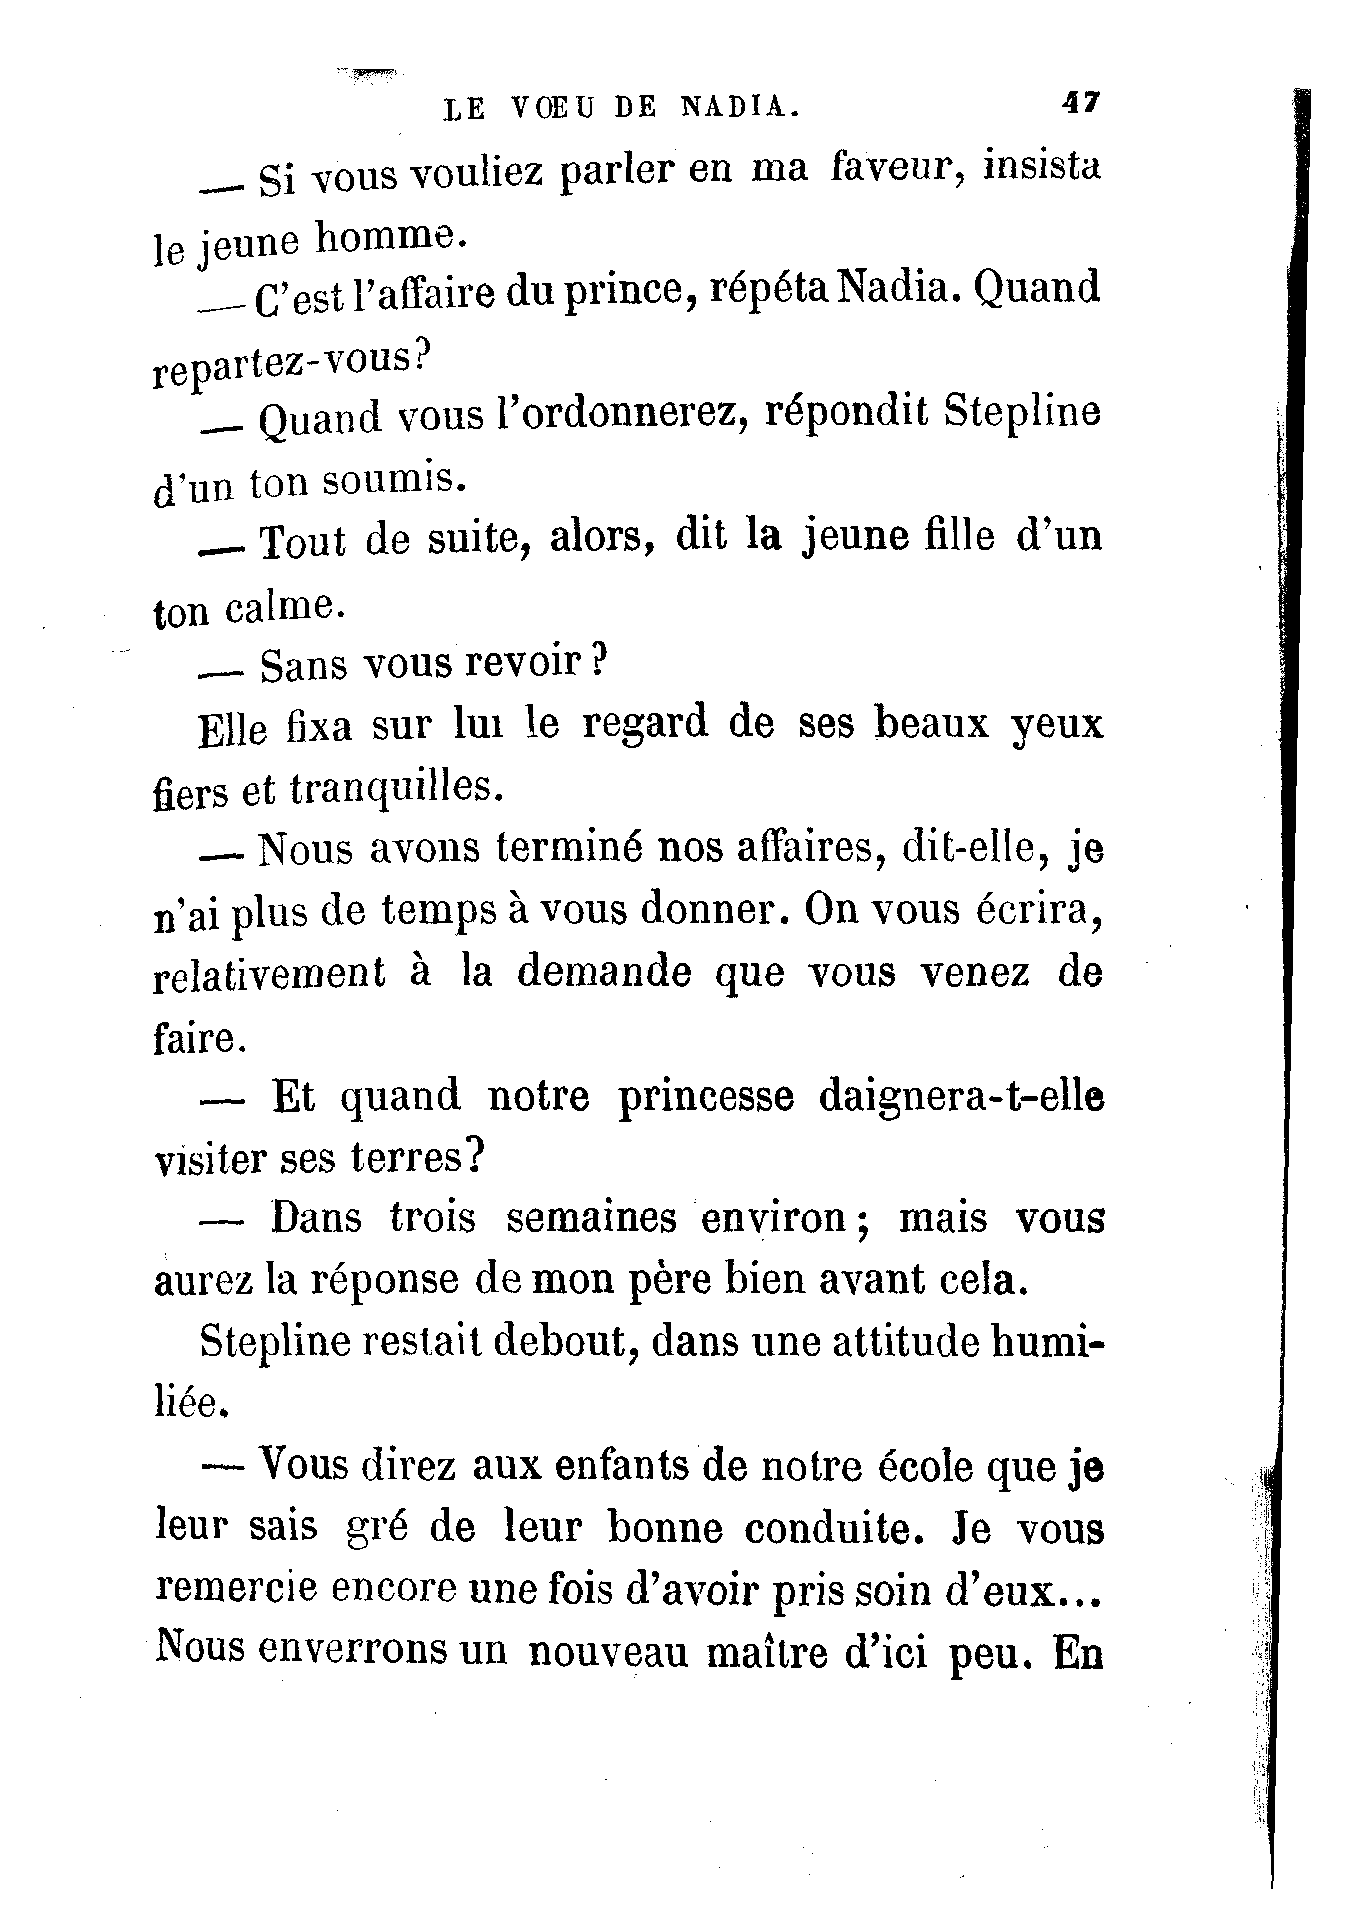 LE VŒU DE NADIA. 47
— Si vous vouliez parler en ma faveur, insista
le jeune homme.
— C'est l'affaire du prince, répéta Nadia. Quand
repartez-vous?
— Quand vous l'ordonnerez, répondit Stepline
d'un ton soumis.
— Tout de suite, alors, dit la jeune fille d'un
ton calme.
— Sans vous revoir ?
Elle fixa sur lui le regard de ses beaux yeux
fiers et tranquilles.
— Nous avons terminé nos affaires, dit-elle, je
n'ai plus de temps à vous donner. On vous écrira,
relativement à la demande que vous venez de
faire.
— Et quand notre princesse daignera-t-elle
visiter ses terres?
— Dans trois semaines environ ; mais vous
aurez la réponse de mon père bien avant cela.
Stepline restait debout, dans une attitude humi-
liée.
— Vous direz aux enfants de notre école que je
leur sais gré de leur bonne conduite. Je vous
remercie encore une fois d'avoir pris soin d'eux...
Nous enverrons un nouveau maître d'ici peu. En